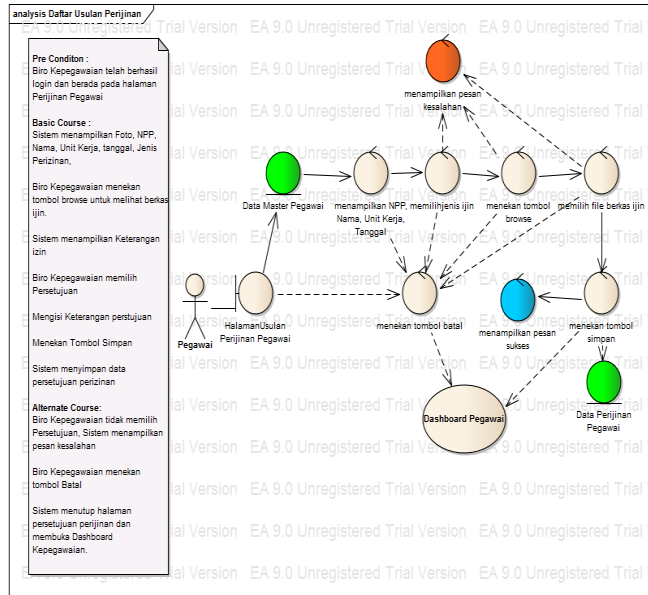 analysis Daftar Usulan Perijinan
EA 9.0 Unregistered Trial Version EA 9.0 Unregistered Trial
Pre Conditon :
Biro Kepegawaian telah berhasil
login dan berada pada halaman
Perijinan Pegawai
Basic Course :
Sistem menampilkan Foto, NPP,
Nama, Unit Kerja, tanggal, Jenis
Perizinan,
Biro Kepegawaian menekan
tombol browse untuk melihat berkas
ijin.
Sistem menampilkan Keterangan
izin
Biro Kepegawaian memilih
Persetujuan
Mengisi Keterangan perstujuan
Menekan Tombol Simpan
Sistem menyimpan data
persetujuan perizinan
Alternate Course:
Biro Kepegawaian tidak memilih
Persetujuan, Sistem menampilkan
pesan kesalahan
Biro Kepegawaian menekan
tombol Batal
Sistem menutup halaman
persetujuan perijinan dan
membuka Dashboard
Kepegawaian.
menampilkan pesan
kesalahan
Data Master Pegawai
menampilkan NPP,
Nama, Unit Kerja,
Tanggal
memilihjenis ijin
menekan tombol
browse
memilih file berkas ijin
Pegawai
HalamanUsulan
Perijinan Pegawai
menekan tombol batal
menampilkan pesan
sukses
menekan tombol
simpan
Dashboard Pegawai
Data Perijinan
Pegawai